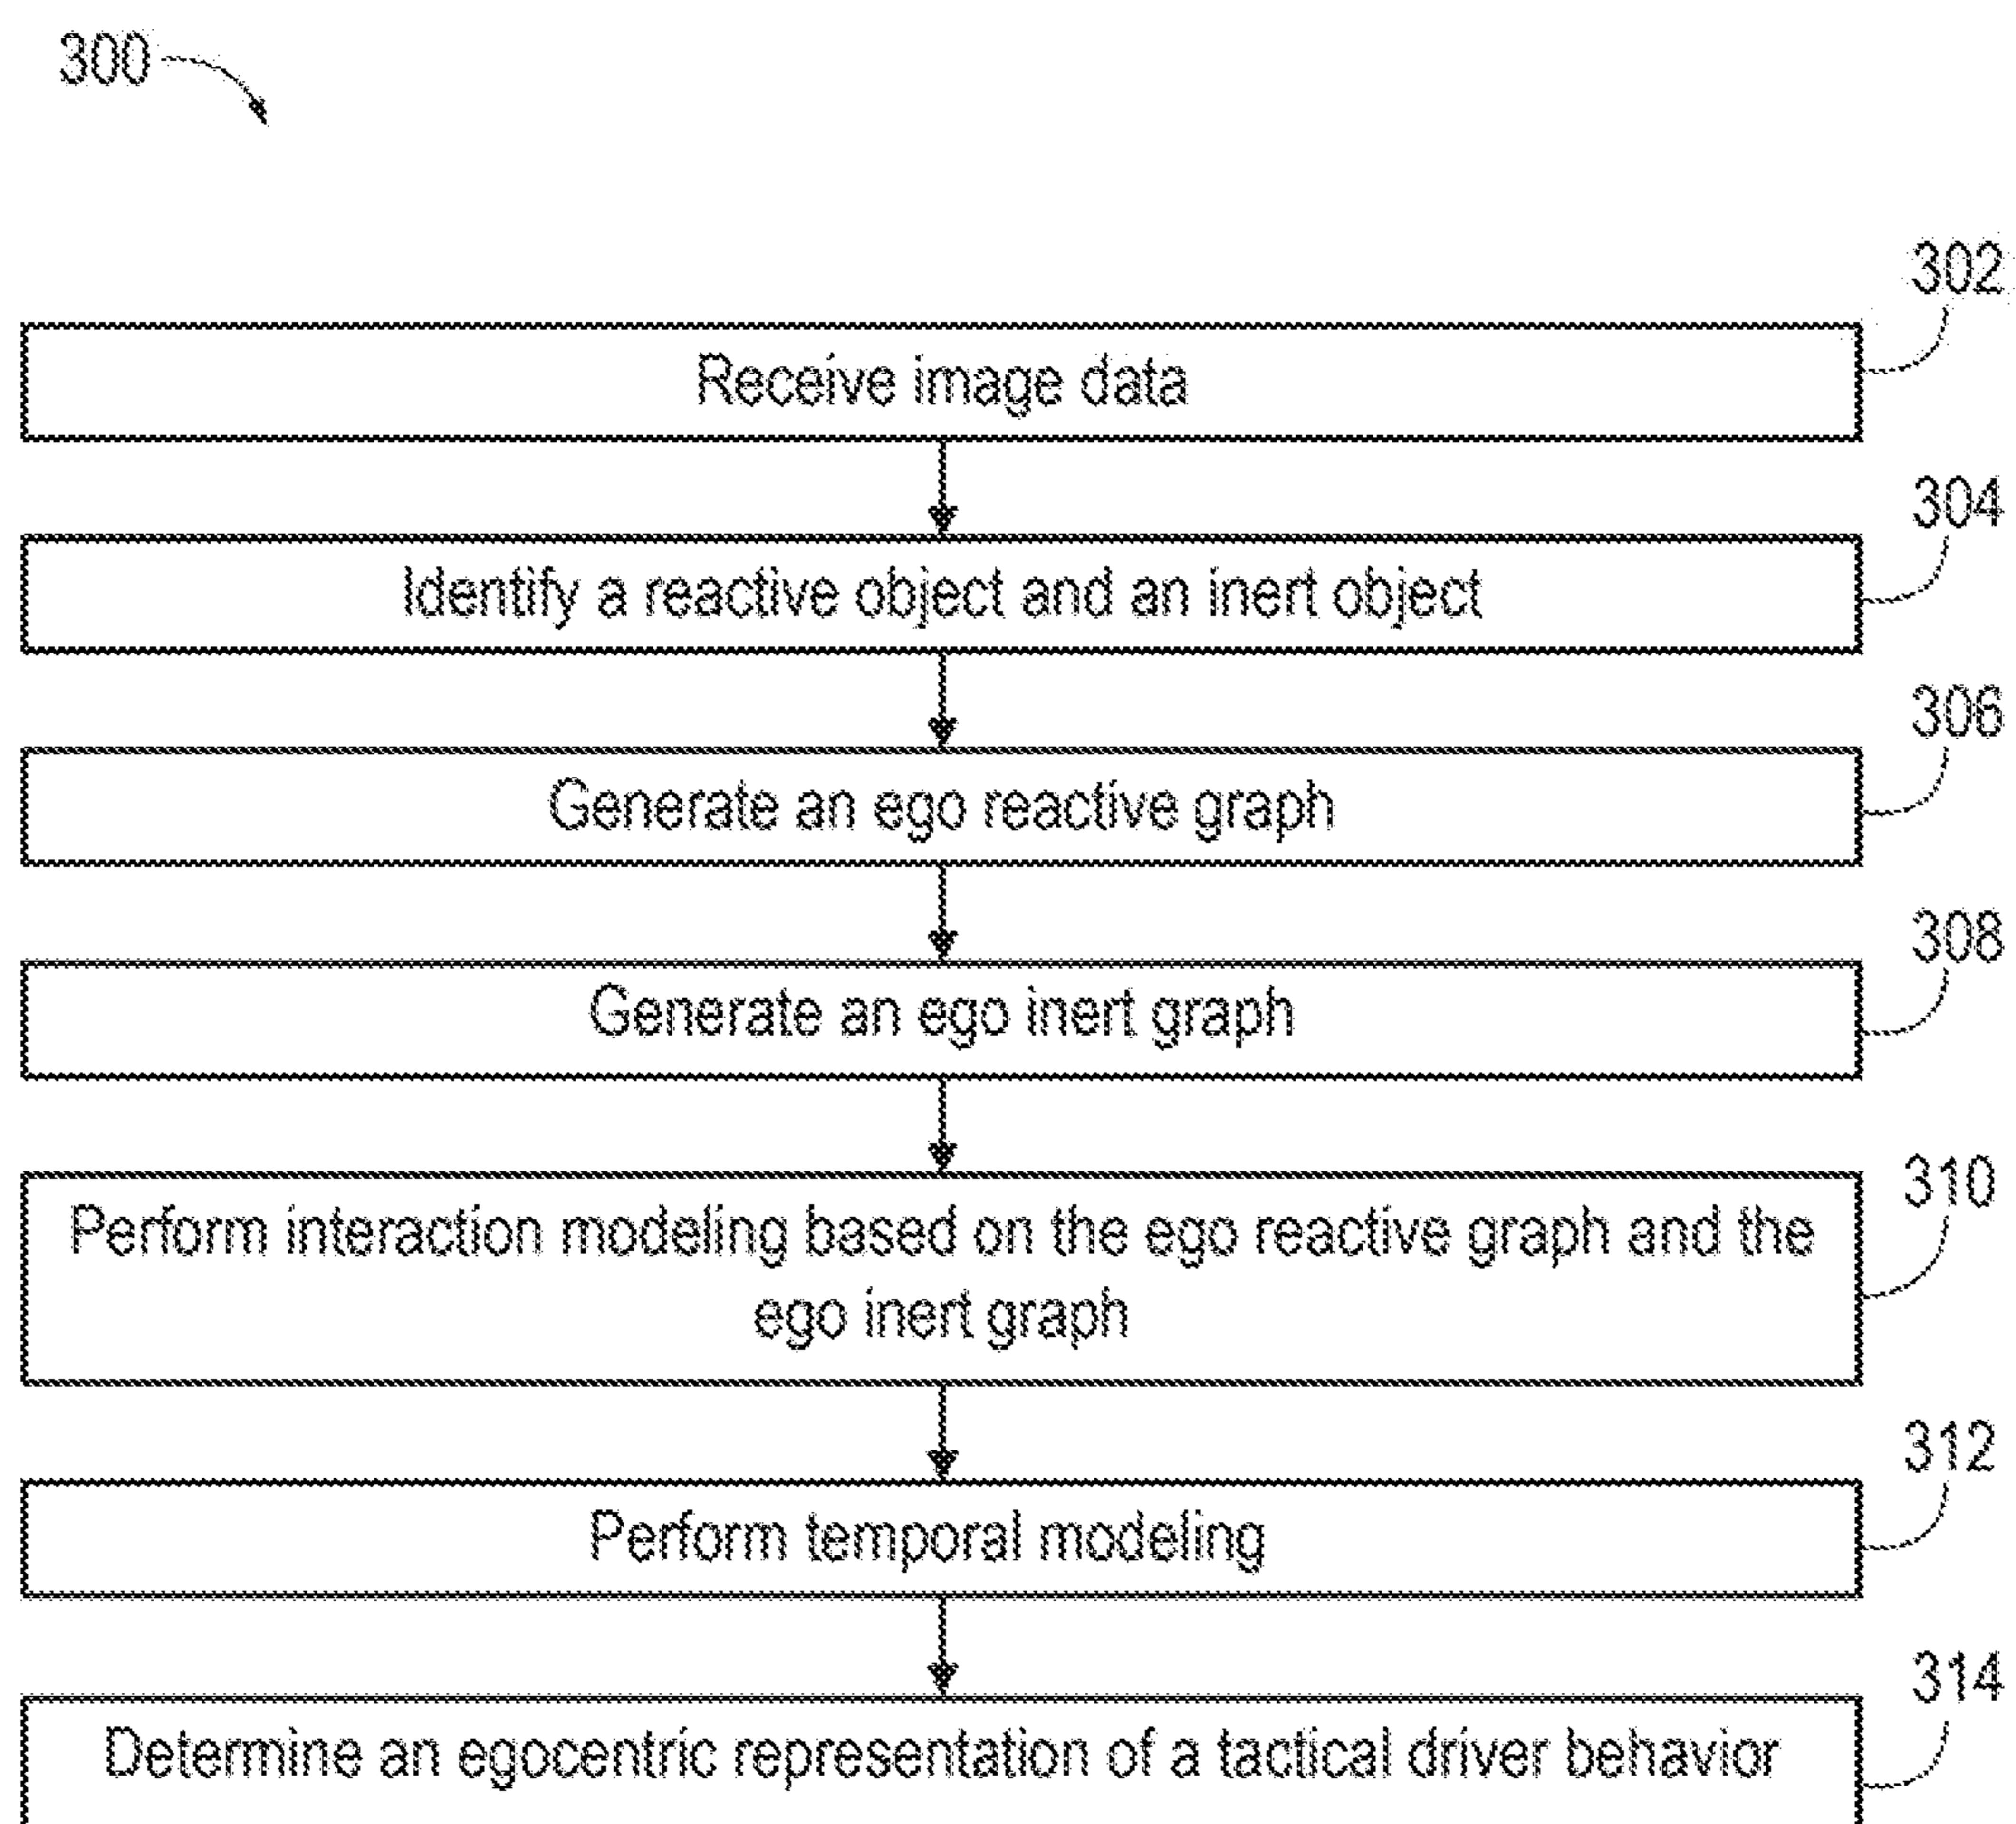 300
302
Receive image data
304
Identify a reactive object and an inert object
306
Generate an ego reactive graph
308
Generate an ego inert graph
310
Perform interaction modeling based on the ego reactive graph and the
ego inert graph
312
Perform temporal modeling
314
Determine an egocentric representation of a tactical driver behavior